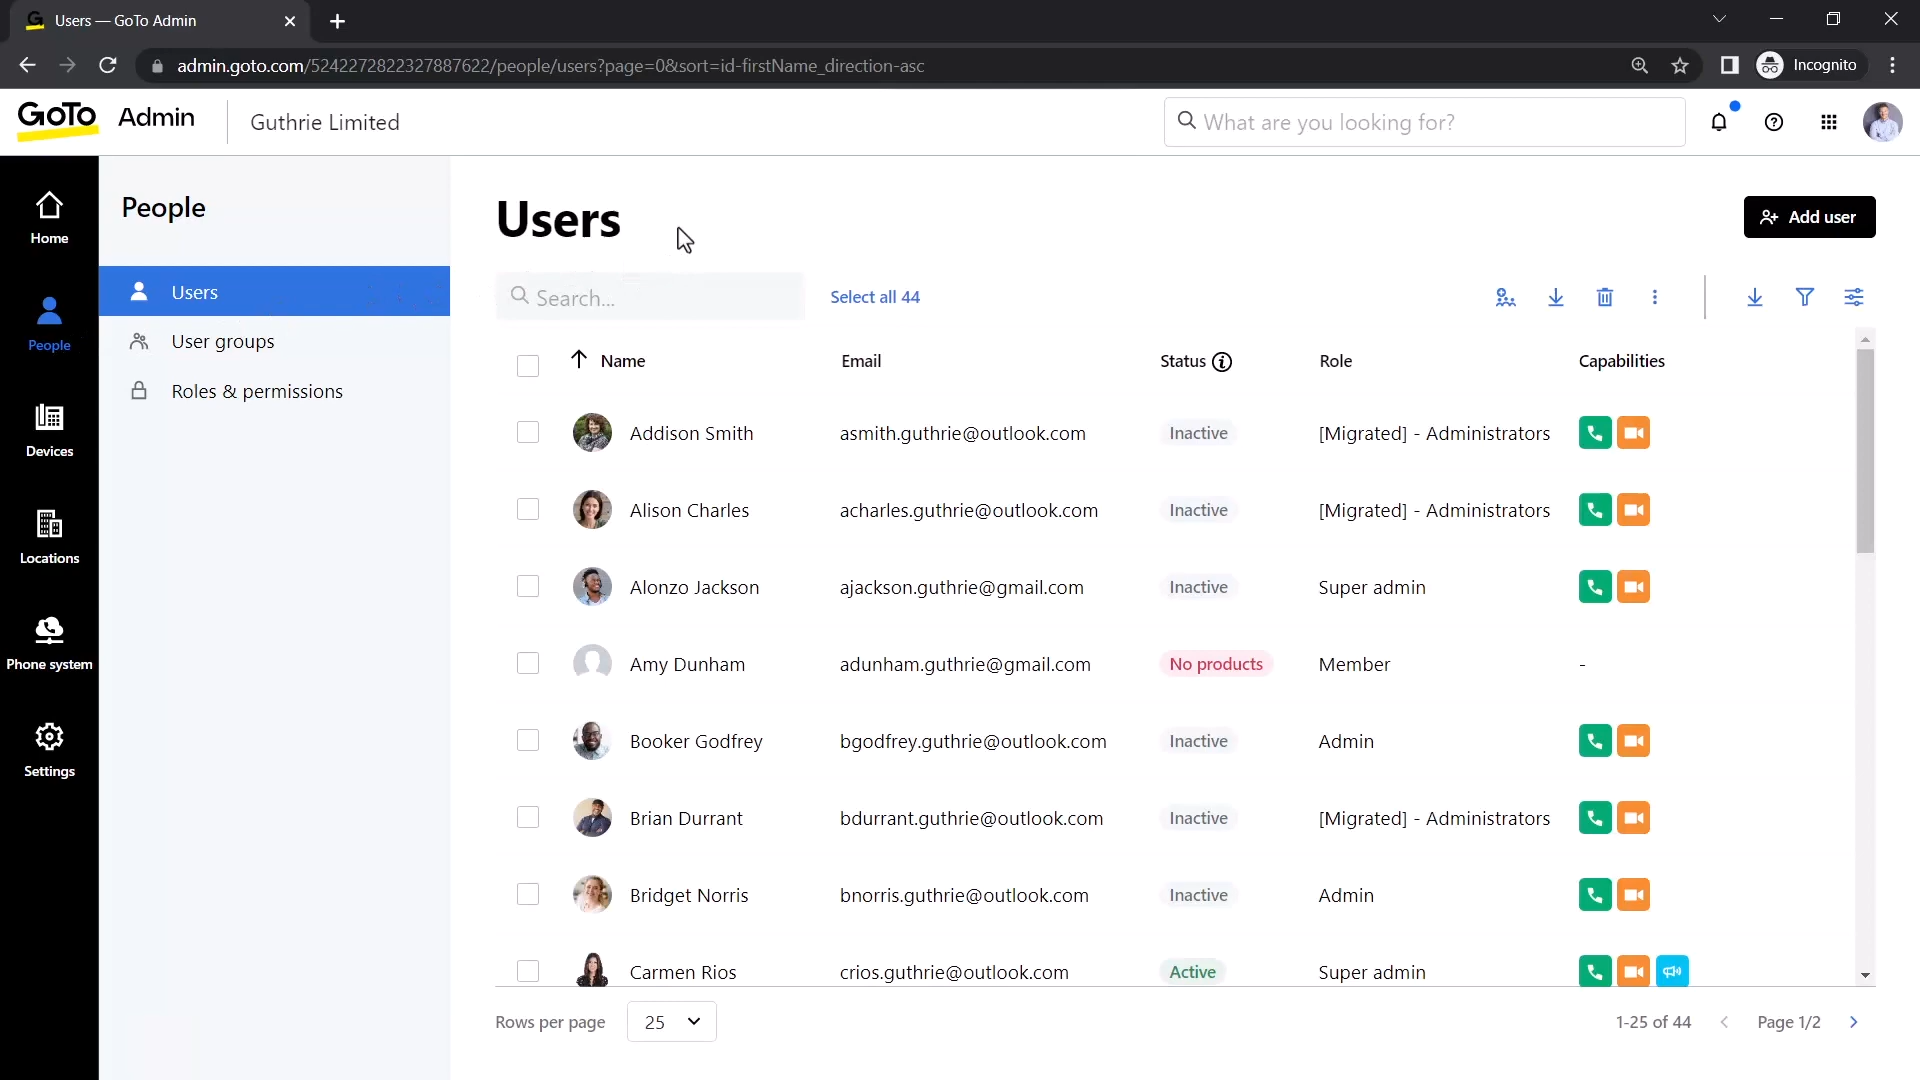 Users — GoTo Admin
admin.goto.com/5242272822327887622/people/users?page=0&sort=id-firstName_direction-asc
Incognito
GoTo Admin
Guthrie Limited
What are you looking for?
Home
People
Devices
Locations
Phone system
Settings
People
Users
User groups
Roles & permissions
Users
Add user
Search...
Select all 44
Name Email Status Role Capabilities
Addison Smith asmith.guthrie@outlook.com Inactive [Migrated] - Administrators
Alison Charles acharles.guthrie@outlook.com Inactive [Migrated] - Administrators
Alonzo Jackson ajackson.guthrie@gmail.com Inactive Super admin
Amy Dunham adunham.guthrie@gmail.com No products Member -
Booker Godfrey bgodfrey.guthrie@outlook.com Inactive Admin
Brian Durrant bdurrant.guthrie@outlook.com Inactive [Migrated] - Administrators
Bridget Norris bnorris.guthrie@outlook.com Inactive Admin
Carmen Rios crios.guthrie@outlook.com Active Super admin
Rows per page 25
1-25 of 44 Page 1/2